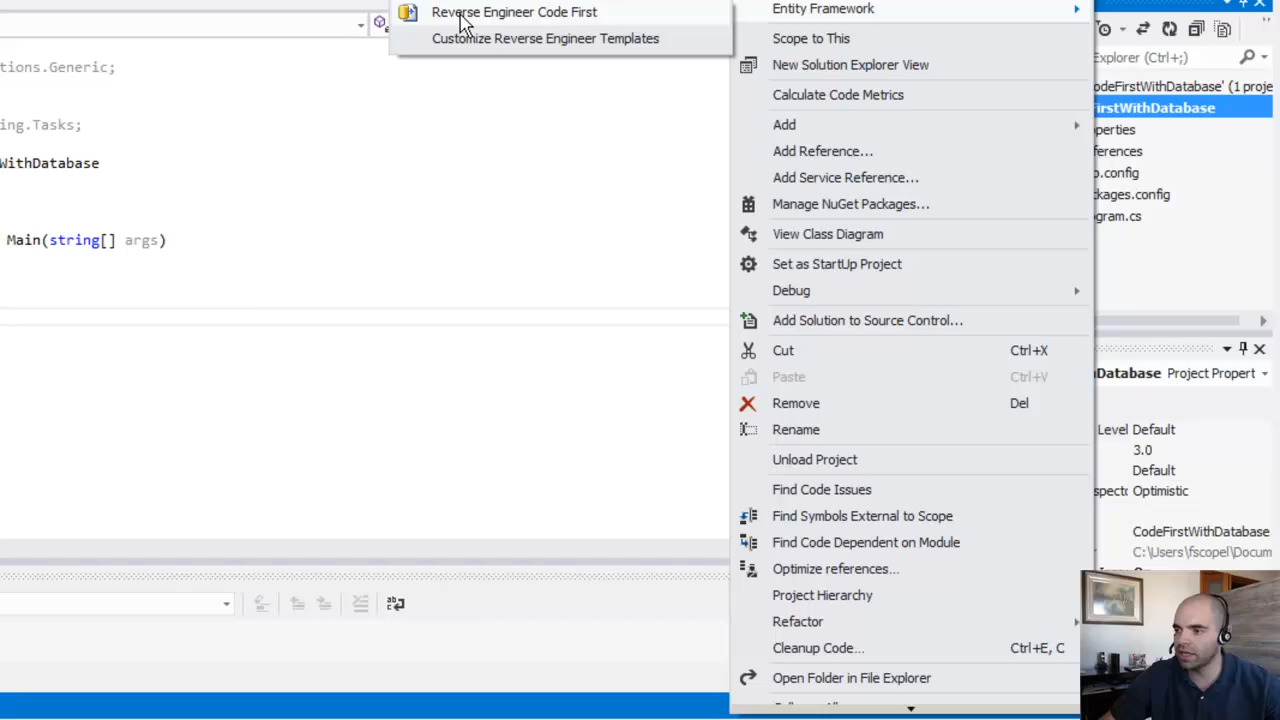 Reverse Engineer Code First
Customize Reverse Engineer Templates
tions.Generic;
ing.Tasks;
WithDatabase
Main(string[] args)
Entity Framework
Scope to This
New Solution Explorer View
Calculate Code Metrics
Add
Add Reference...
Add Service Reference...
Manage NuGet Packages...
View Class Diagram
Set as StartUp Project
Debug
Add Solution to Source Control...
Cut Ctrl+X
Paste Ctrl+V
Remove Del
Rename
Unload Project
Find Code Issues
Find Symbols External to Scope
Find Code Dependent on Module
Optimize references...
Project Hierarchy
Refactor
Cleanup Code... Ctrl+E, C
Open Folder in File Explorer
Explorer (Ctrl+;)
odeFirstWithDatabase' (1 proje
FirstWithDatabase
perties
ferences
p.config
ckages.config
gram.cs
nDatabase Project Propert
Level Default
3.0
Default
spectc Optimistic
CodeFirstWithDatabase
C:\Users\fscopel\Docum